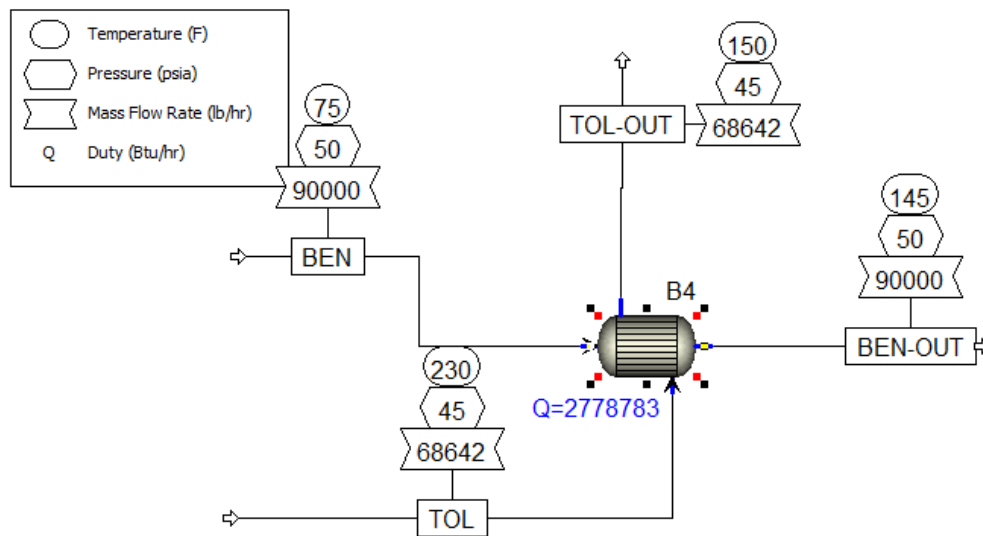 Temperature (F)
Pressure (psia)
Mass Flow Rate (lb/hr)
Q Duty (Btu/hr)
75
50
90000
BEN
150
45
68642
TOL-OUT
145
50
90000
BEN-OUT
B4
Q=2778783
230
45
68642
TOL